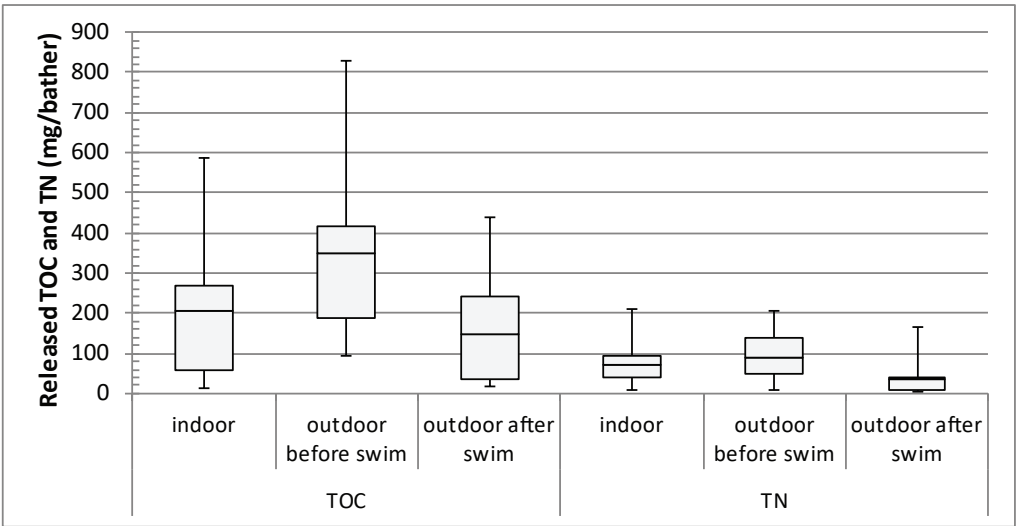 Released TOC and TN (mg/bather)
900
800
700
600
500
400
300
200
100
0
indoor
outdoor
before swim
outdoor after
swim
indoor
outdoor
before swim
outdoor after
swim
TOC
TN